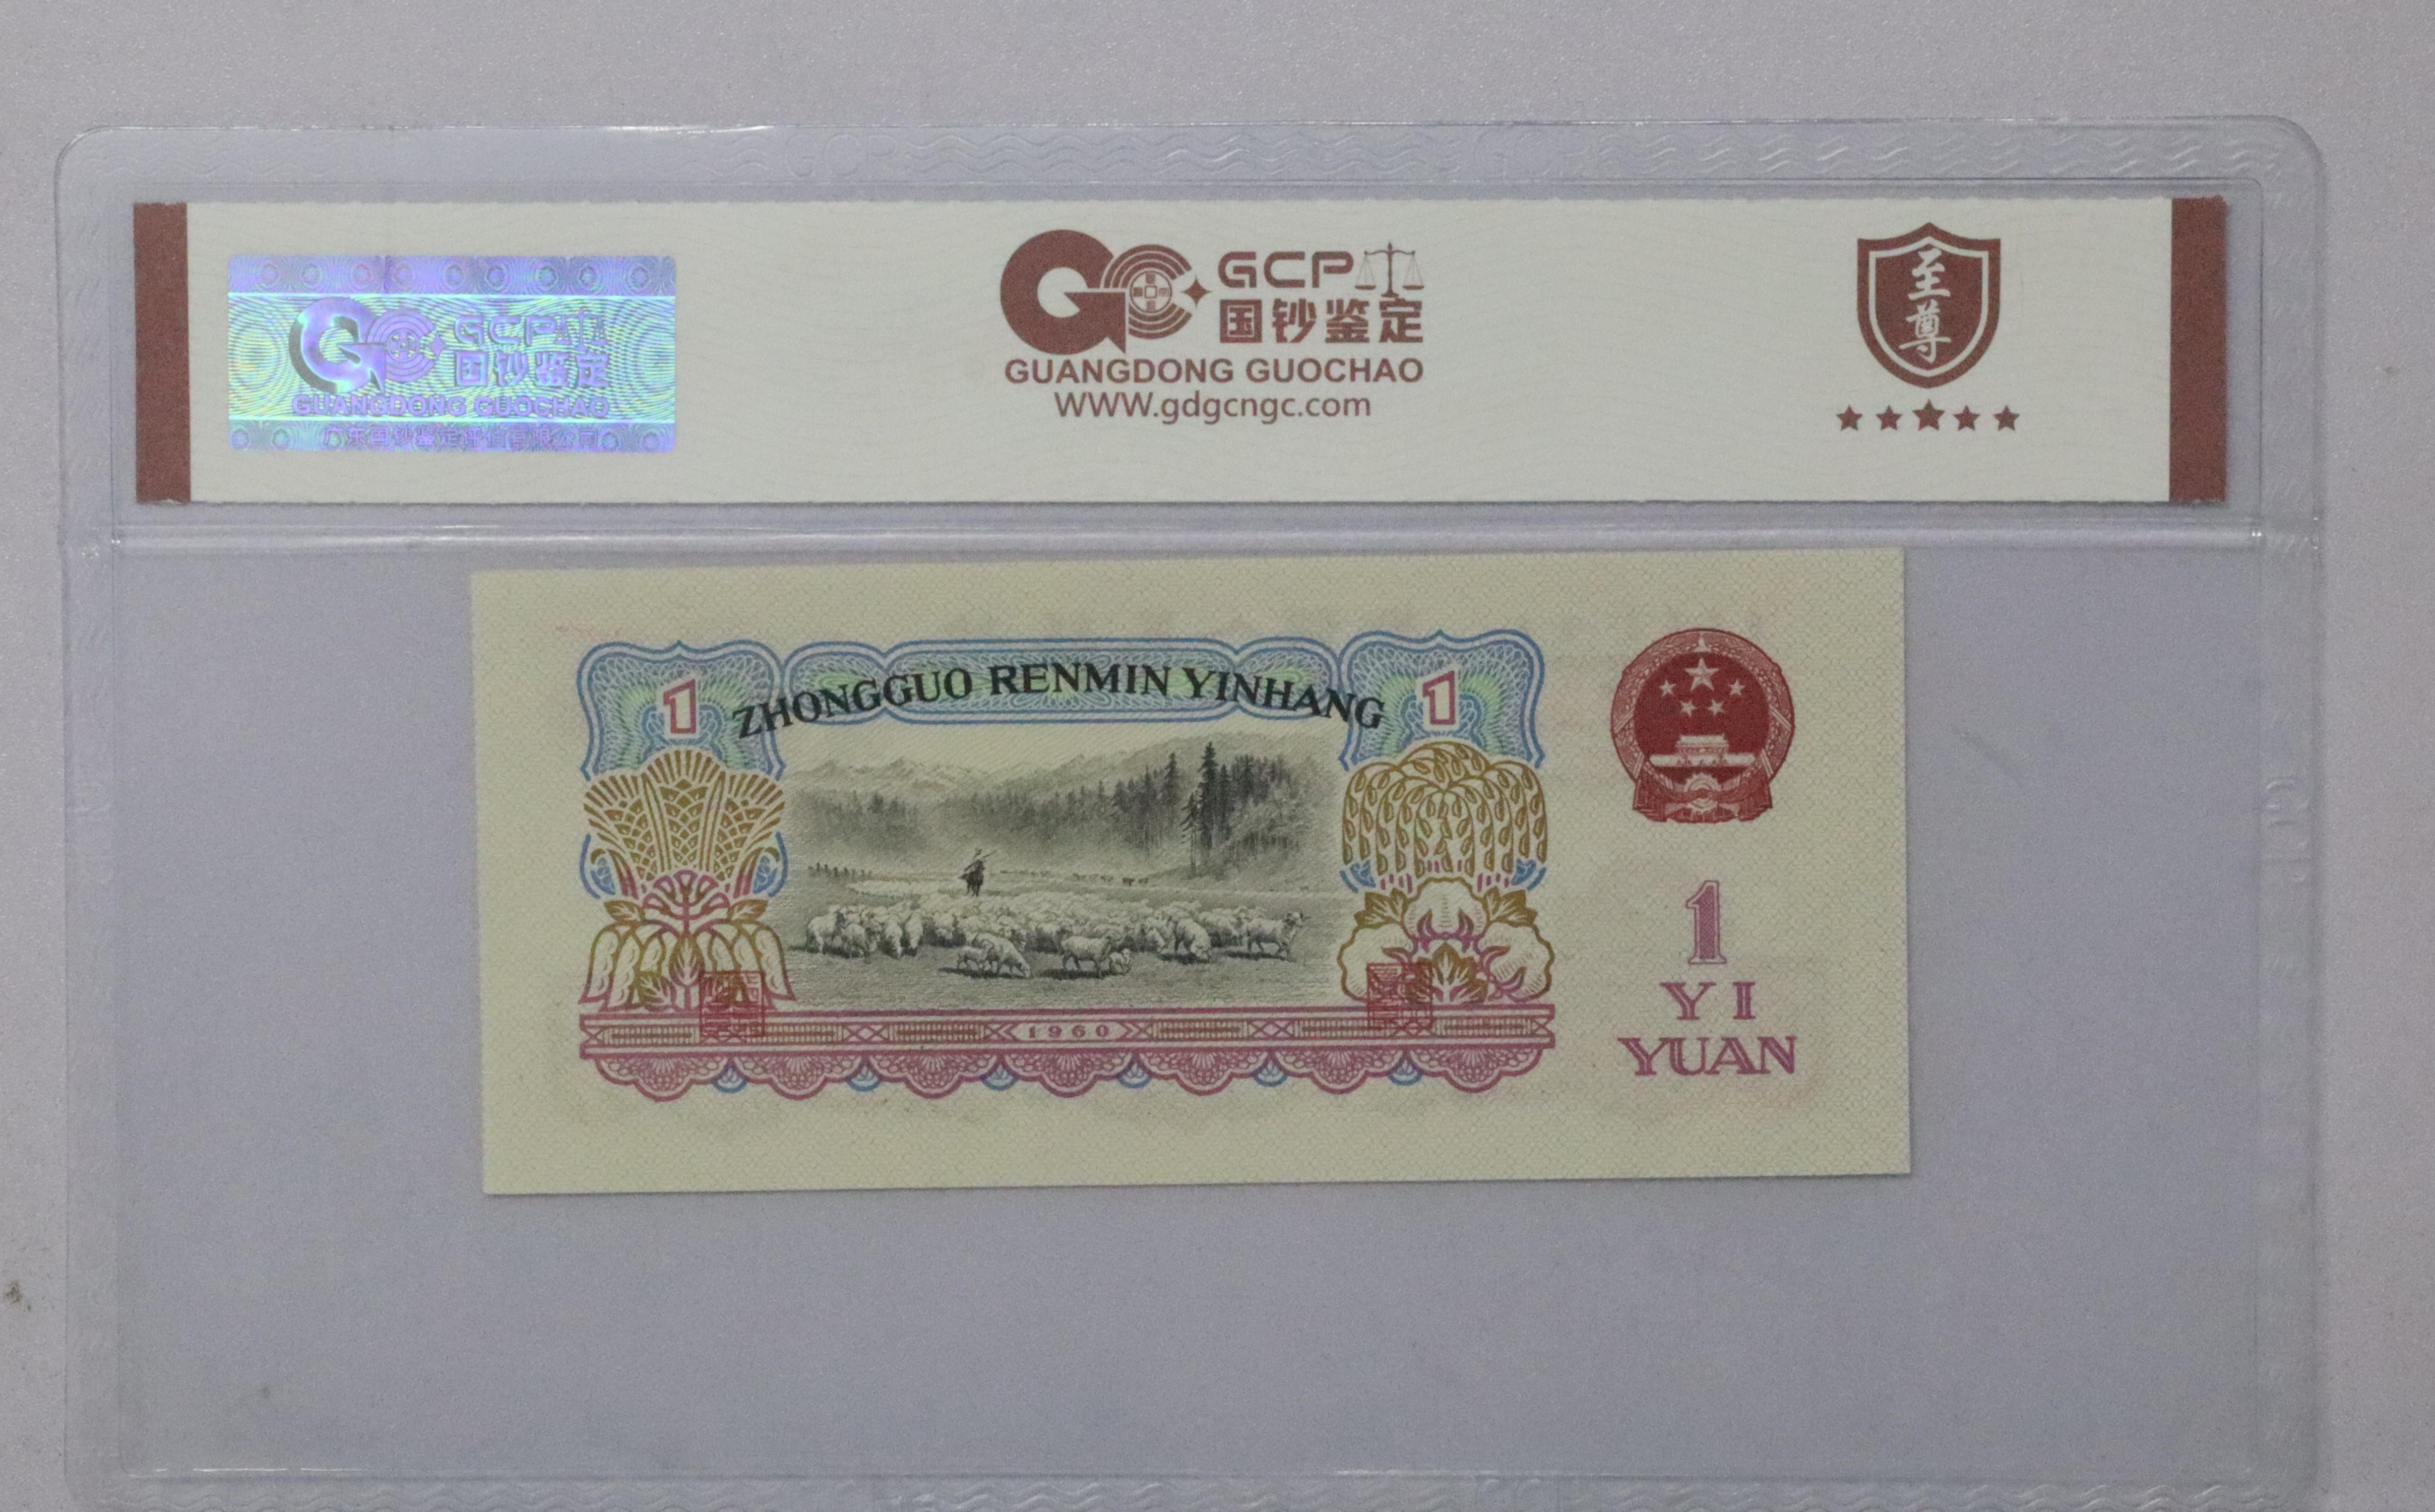 GCP
国钞鉴定
GUANGDONG GUOCHAO
广东国钞鉴定评估有限公司
GCP
国钞鉴定
GUANGDONG GUOCHAO
WWW.gdgcngc.com
至尊
1
ZHONGGUO RENMIN YINHANG
1
1
YI
YUAN
1960